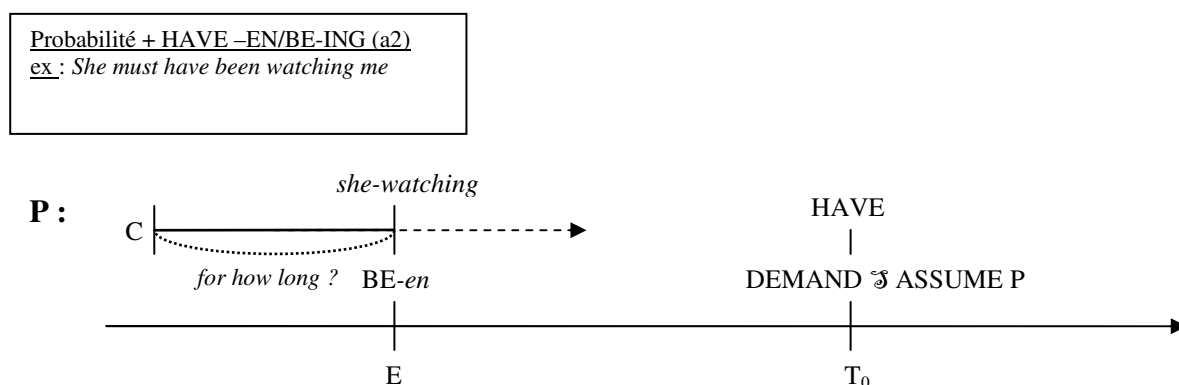 Probabilité + HAVE –EN/BE-ING (a2)
ex : She must have been watching me
she-watching
P :
HAVE
C
for how long ?
BE-en
DEMAND ℑ ASSUME P
E
T₀